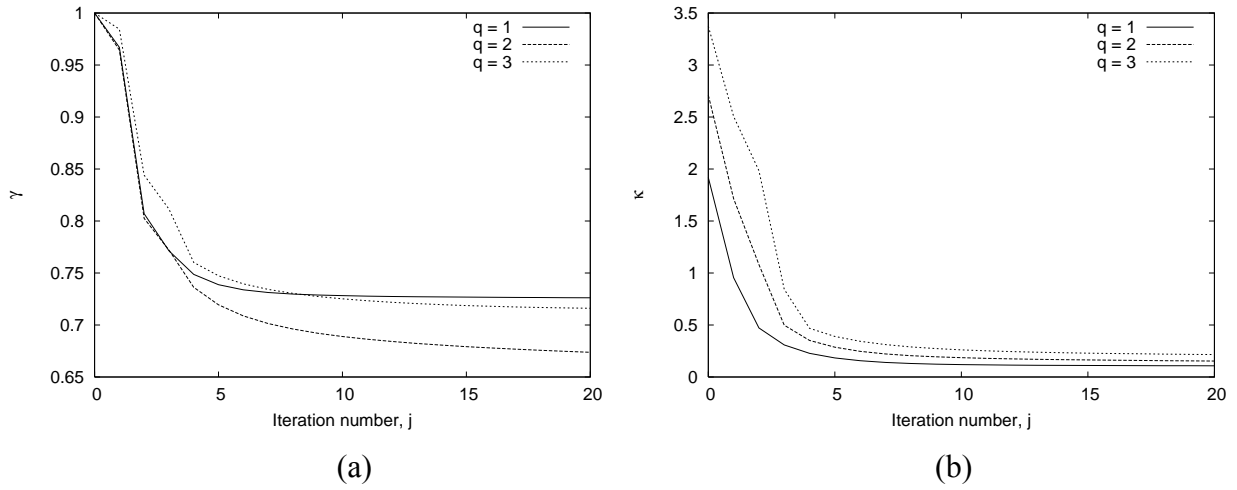 1
0.95
0.9
0.85
0.8
0.75
0.7
0.65
γ
0 5 10 15 20
Iteration number, j
q = 1
q = 2
q = 3
(a)
3.5
3
2.5
2
1.5
1
0.5
0
κ
0 5 10 15 20
Iteration number, j
q = 1
q = 2
q = 3
(b)